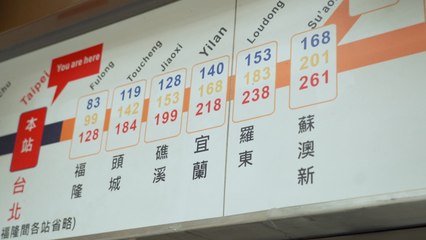 You are here
Taipei
Fulong
Toucheng
Jiaoxi
Yilan
Loudong
Su'ao
本站
83
99
128
119
142
184
128
153
199
140
168
218
153
183
238
168
201
261
台北
福隆
頭城
礁溪
宜蘭
羅東
蘇澳新
福隆間各站省略)